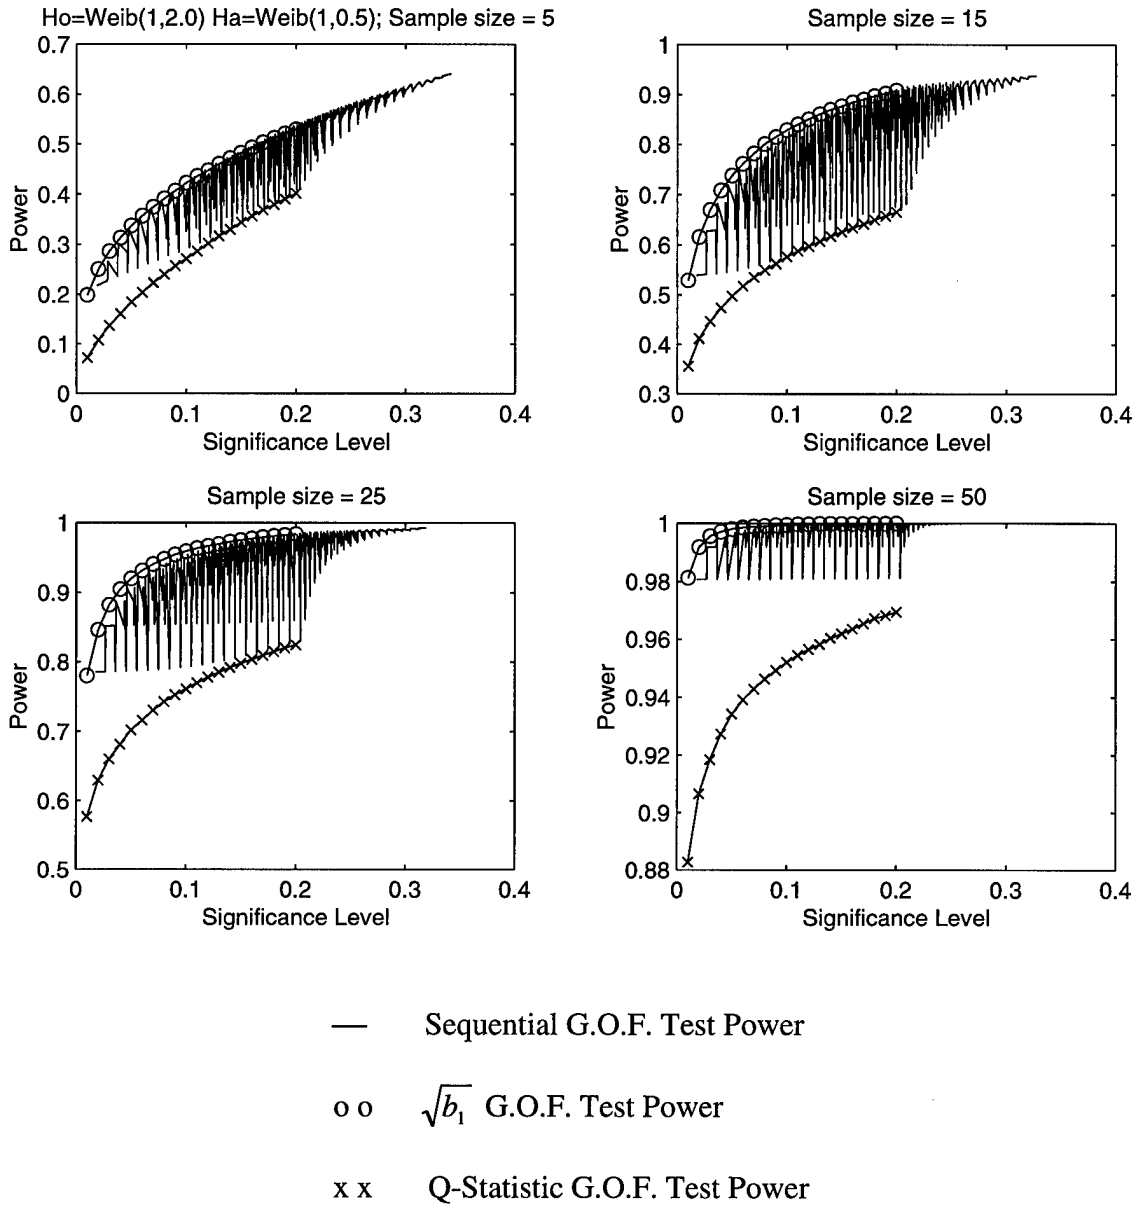 Ho=Weib(1,2.0) Ha=Weib(1,0.5); Sample size = 5
0.7
0.6
0.5
0.4
0.3
0.2
0.1
0
Power
0 0.1 0.2 0.3 0.4
Significance Level
Sample size = 15
1
0.9
0.8
0.7
0.6
0.5
0.4
0.3
Power
0 0.1 0.2 0.3 0.4
Significance Level
Sample size = 25
1
0.9
0.8
0.7
0.6
0.5
Power
0 0.1 0.2 0.3 0.4
Significance Level
Sample size = 50
1
0.98
0.96
0.94
0.92
0.9
0.88
Power
0 0.1 0.2 0.3 0.4
Significance Level
— Sequential G.O.F. Test Power
o o √b₁ G.O.F. Test Power
x x Q-Statistic G.O.F. Test Power